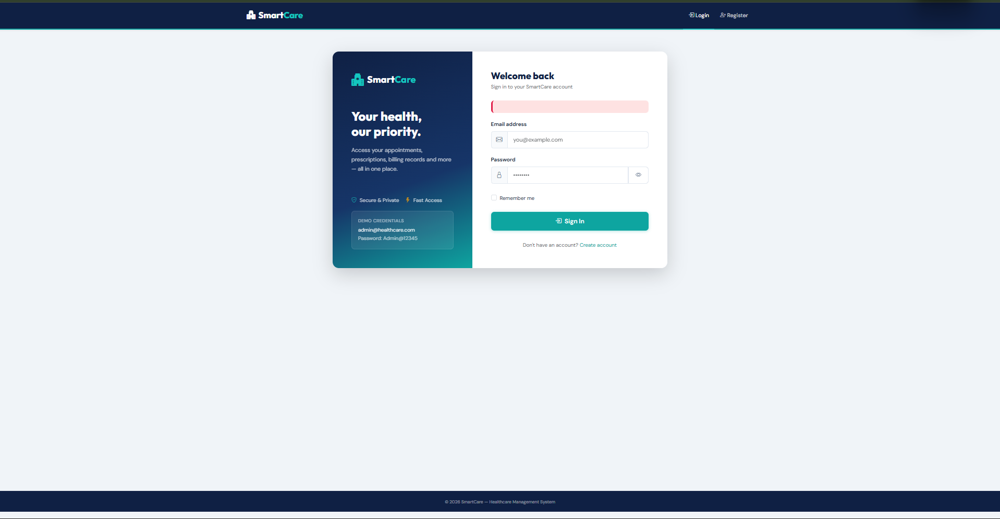 SmartCare
Login
Register
SmartCare
Your health,
our priority.
Access your appointments,
prescriptions, billing records and more
— all in one place.
Secure & Private
Fast Access
DEMO CREDENTIALS
admin@healthcare.com
Password: Admin@12345
Welcome back
Sign in to your SmartCare account
Email address
you@example.com
Password
••••••••
Remember me
Sign In
Don't have an account? Create account
© 2026 SmartCare — Healthcare Management System